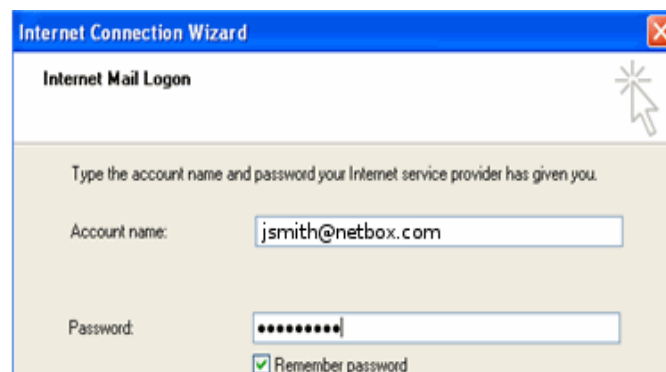 Internet Connection Wizard
Internet Mail Logon
Type the account name and password your Internet service provider has given you.
Account name: jsmith@netbox.com
Password: •••••••••
Remember password